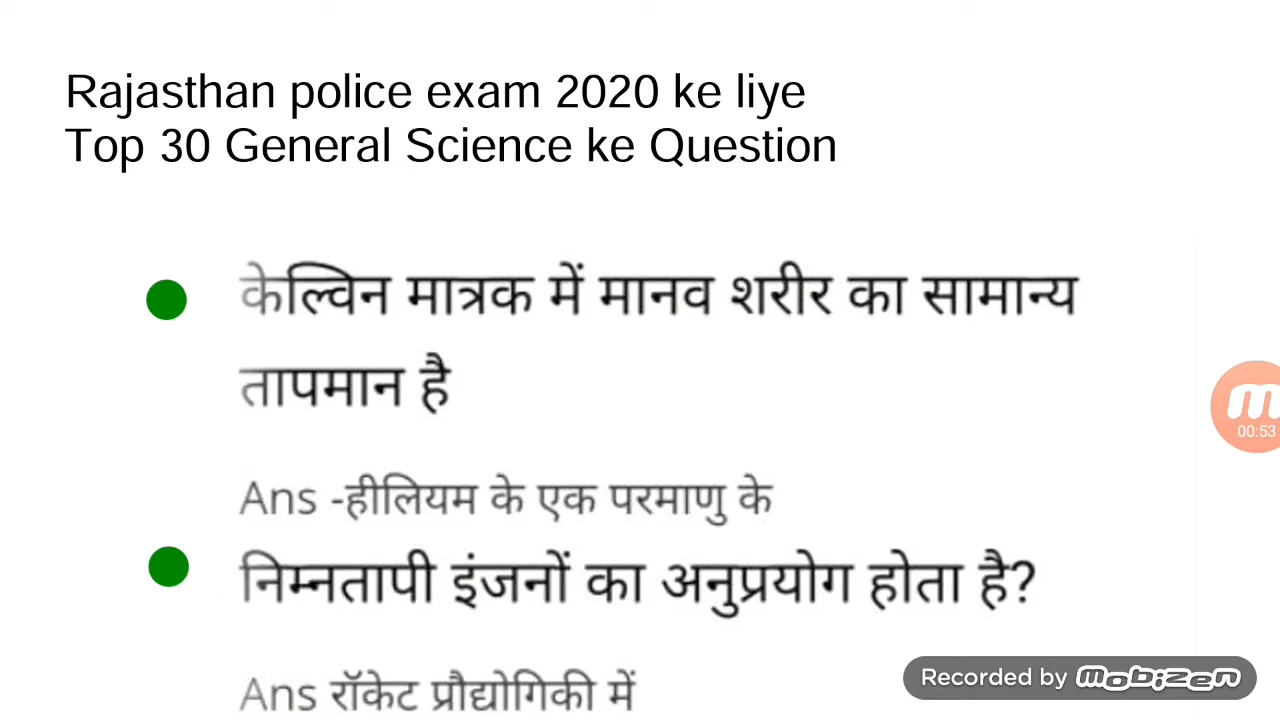 Rajasthan police exam 2020 ke liye
Top 30 General Science ke Question
केल्विन मात्रक में मानव शरीर का सामान्य
तापमान है
Ans -हीलियम के एक परमाणु के
निम्नतापी इंजनों का अनुप्रयोग होता है?
Ans रॉकेट प्रौद्योगिकी में
m
00:53
Recorded by mobizen